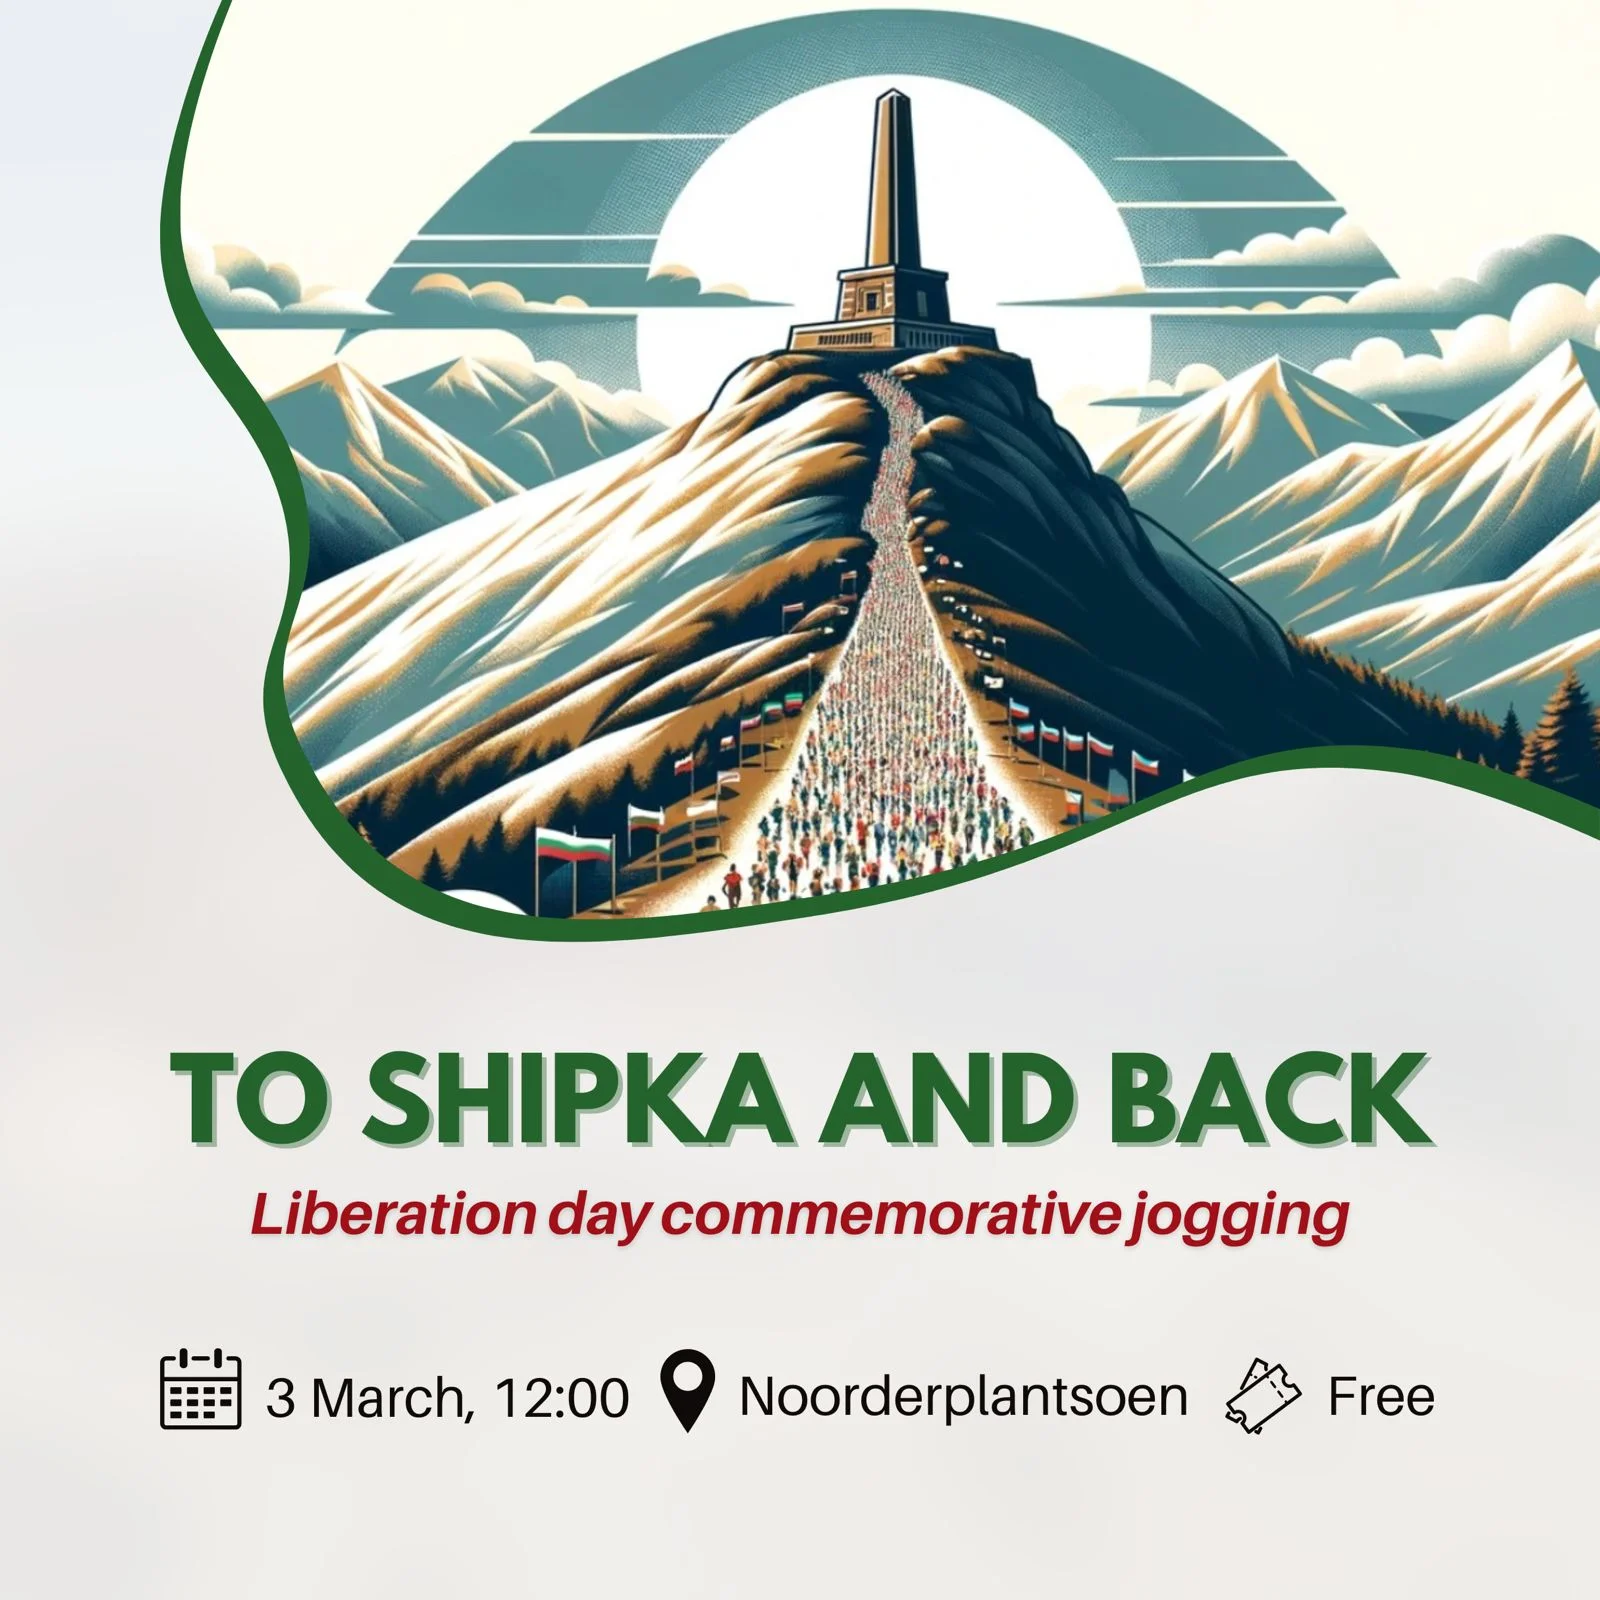 TO SHIPKA AND BACK
Liberation day commemorative jogging
3 March, 12:00 Noorderplantsoen Free